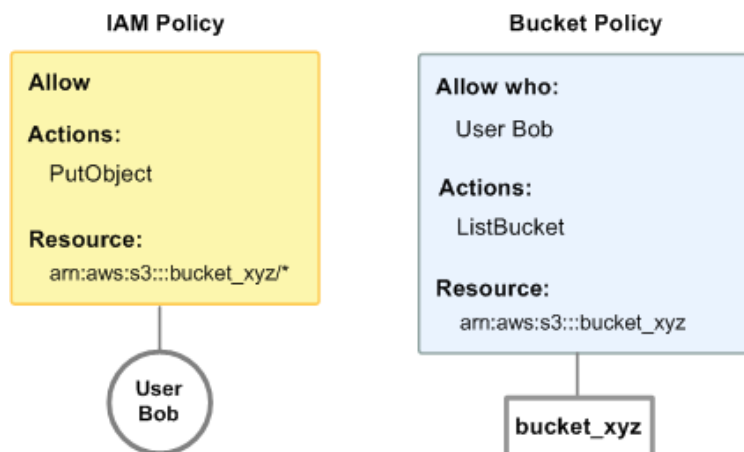 IAM Policy
Allow
Actions:
PutObject
Resource:
arn:aws:s3:::bucket_xyz/*
User
Bob
Bucket Policy
Allow who:
User Bob
Actions:
ListBucket
Resource:
arn:aws:s3:::bucket_xyz
bucket_xyz